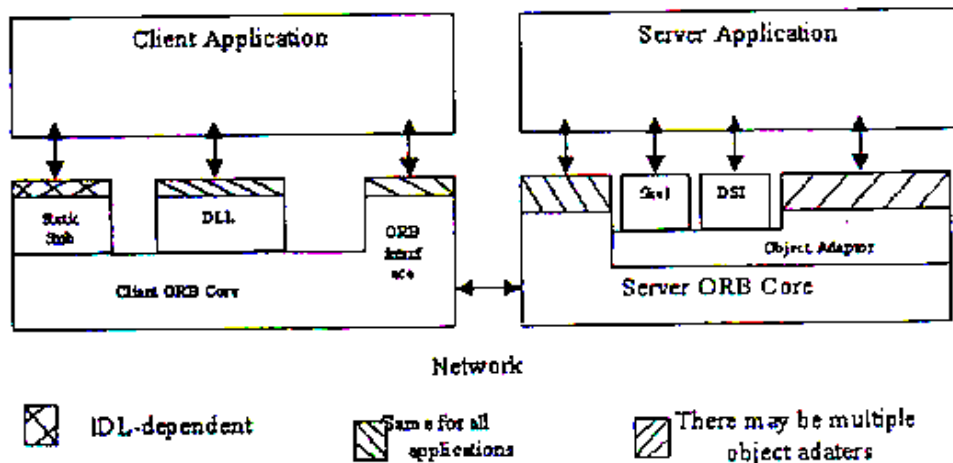 Client Application
Server Application
Static
Stub
DLL
ORB
Interf
ace
Client ORB Core
Skel
DSI
Object Adaptor
Server ORB Core
Network
IDL-dependent
Same for all
applications
There may be multiple
object adaters